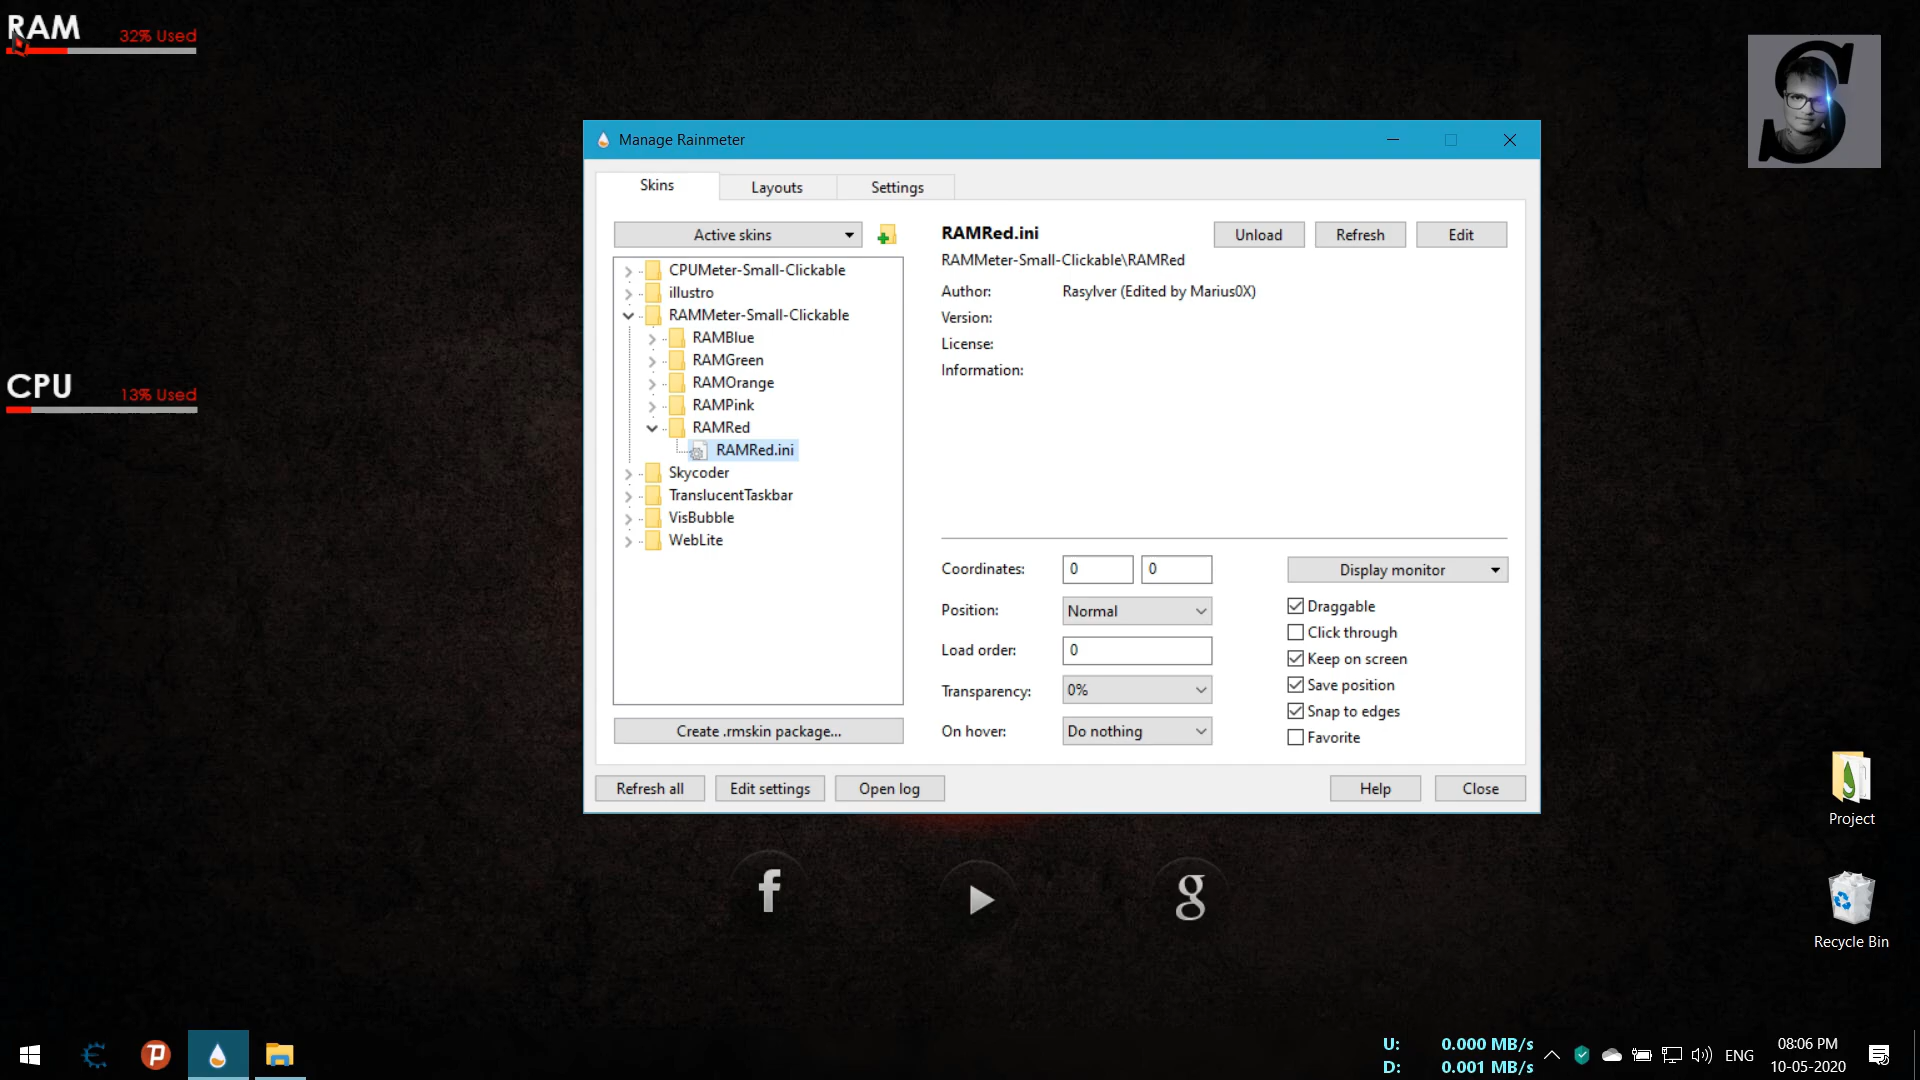 RAM
32% Used
CPU
13% Used
Manage Rainmeter
Skins
Layouts
Settings
Active skins
CPUMeter-Small-Clickable
illustro
RAMMeter-Small-Clickable
RAMBlue
RAMGreen
RAMOrange
RAMPink
RAMRed
RAMRed.ini
Skycoder
TranslucentTaskbar
VisBubble
WebLite
Create .rmskin package...
RAMRed.ini
Unload
Refresh
Edit
RAMMeter-Small-Clickable\RAMRed
Author: Rasylver (Edited by Marius0X)
Version:
License:
Information:
Coordinates: 0 0
Position: Normal
Load order: 0
Transparency: 0%
On hover: Do nothing
Display monitor
Draggable
Click through
Keep on screen
Save position
Snap to edges
Favorite
Refresh all
Edit settings
Open log
Help
Close
S
f
g
Project
Recycle Bin
U: 0.000 MB/s
D: 0.001 MB/s
ENG
08:06 PM
10-05-2020